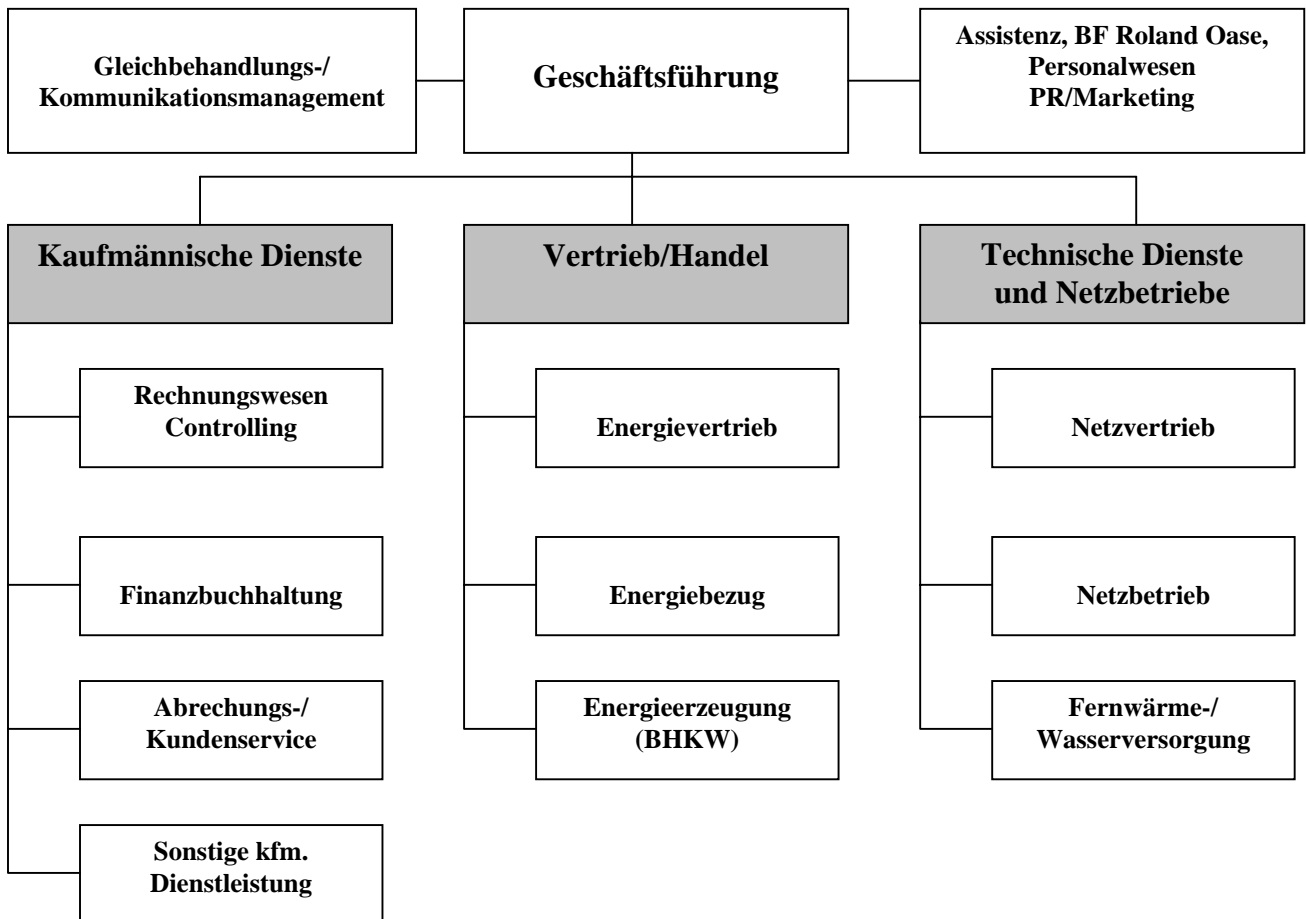 Gleichbehandlungs-/
Kommunikationsmanagement
Geschäftsführung
Assistenz, BF Roland Oase,
Personalwesen
PR/Marketing
Kaufmännische Dienste
Vertrieb/Handel
Technische Dienste
und Netzbetriebe
Rechnungswesen
Controlling
Energievertrieb
Netzvertrieb
Finanzbuchhaltung
Energiebezug
Netzbetrieb
Abrechungs-/
Kundenservice
Energieerzeugung
(BHKW)
Fernwärme-/
Wasserversorgung
Sonstige kfm.
Dienstleistung